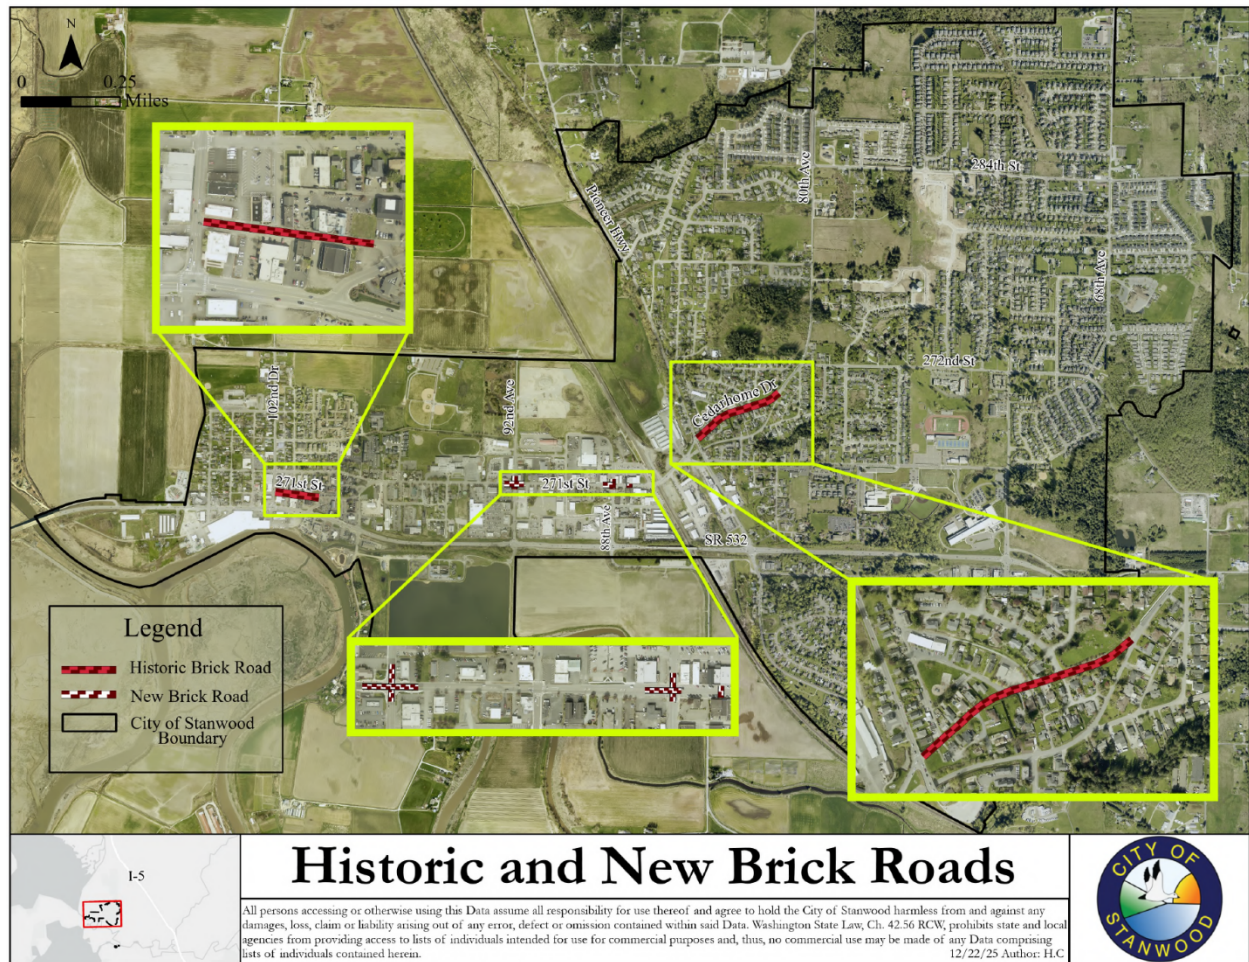 N
0 0.25
Miles
284th St
80th Ave
Pioneer Hwy
68th Ave
272nd St
102nd Dr
92nd Ave
Cedarhome Dr
271st St
271st St
88th Ave
SR 532
Legend
Historic Brick Road
New Brick Road
City of Stanwood
Boundary
I-5
Historic and New Brick Roads
All persons accessing or otherwise using this Data assume all responsibility for use thereof and agree to hold the City of Stanwood harmless from and against any
damages, loss, claim or liability arising out of any error, defect or omission contained within said Data. Washington State Law, Ch. 42.56 RCW, prohibits state and local
agencies from providing access to lists of individuals intended for use for commercial purposes and, thus, no commercial use may be made of any Data comprising
lists of individuals contained herein.
12/22/25 Author: H.C
CITY OF
STANWOOD